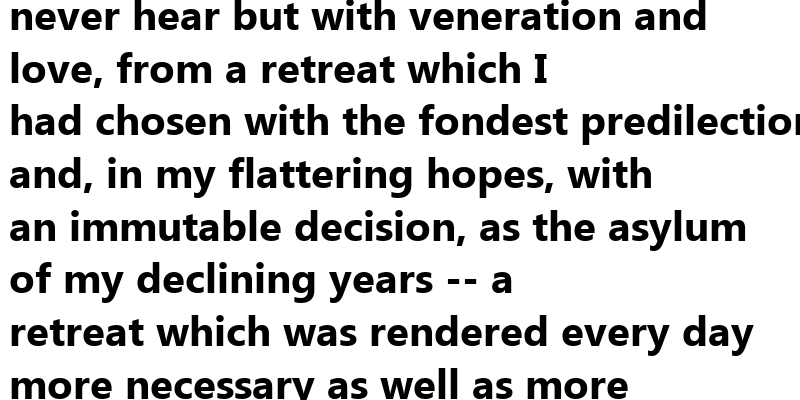 never hear but with veneration and
love, from a retreat which I
had chosen with the fondest predilection
and, in my flattering hopes, with
an immutable decision, as the asylum
of my declining years -- a
retreat which was rendered every day
more necessary as well as more